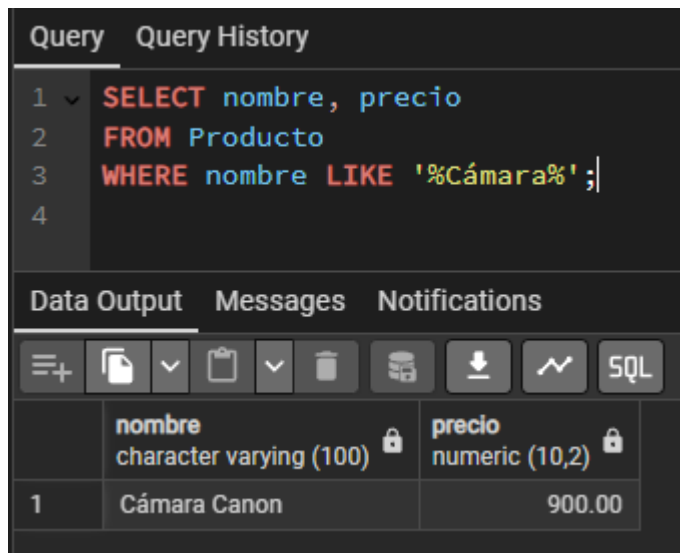 Query Query History
1 SELECT nombre, precio
2 FROM Producto
3 WHERE nombre LIKE '%Cámara%';
4
Data Output Messages Notifications
SQL
nombre precio
character varying (100) numeric (10,2)
1 Cámara Canon 900.00